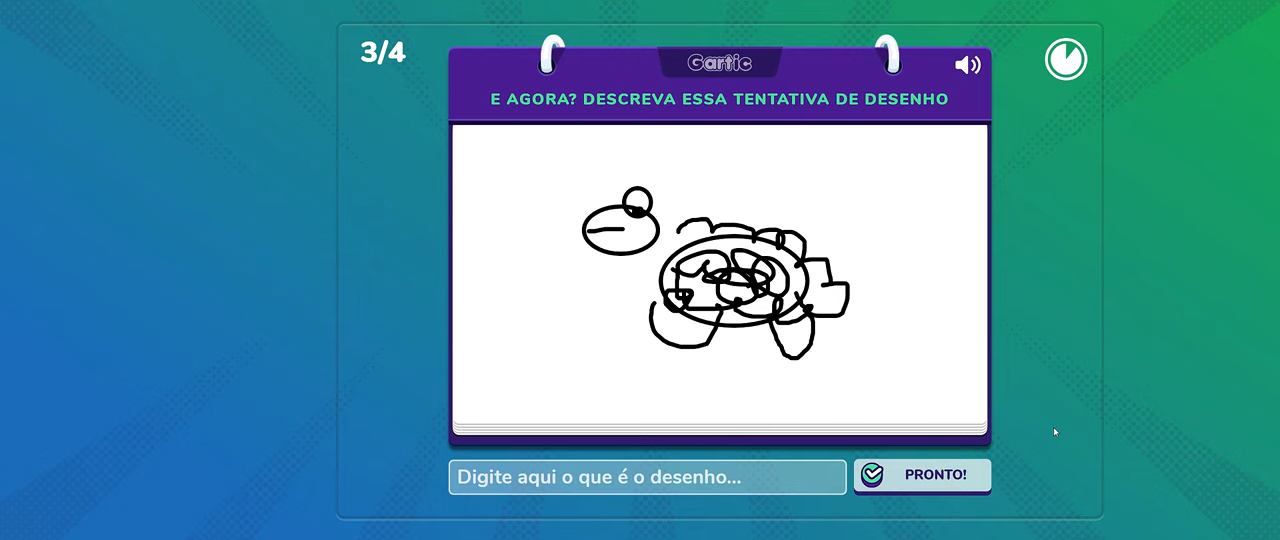 3/4
Gartic
E AGORA? DESCREVA ESSA TENTATIVA DE DESENHO
Digite aqui o que é o desenho...
PRONTO!